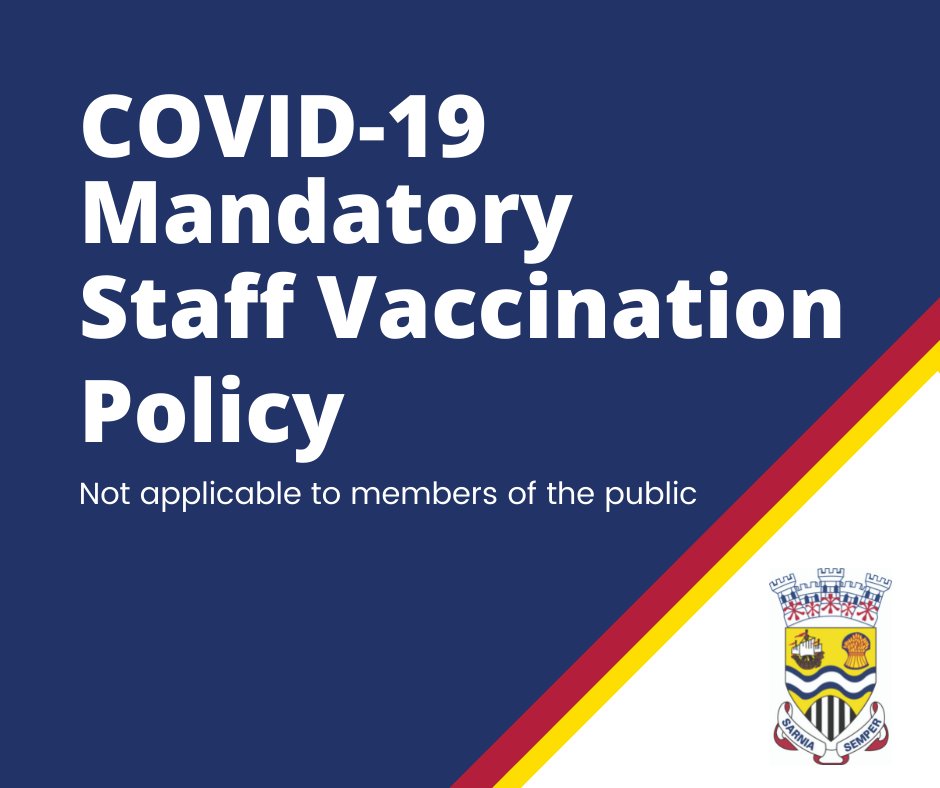 COVID-19
Mandatory
Staff Vaccination
Policy
Not applicable to members of the public
SARNIA SEMPER